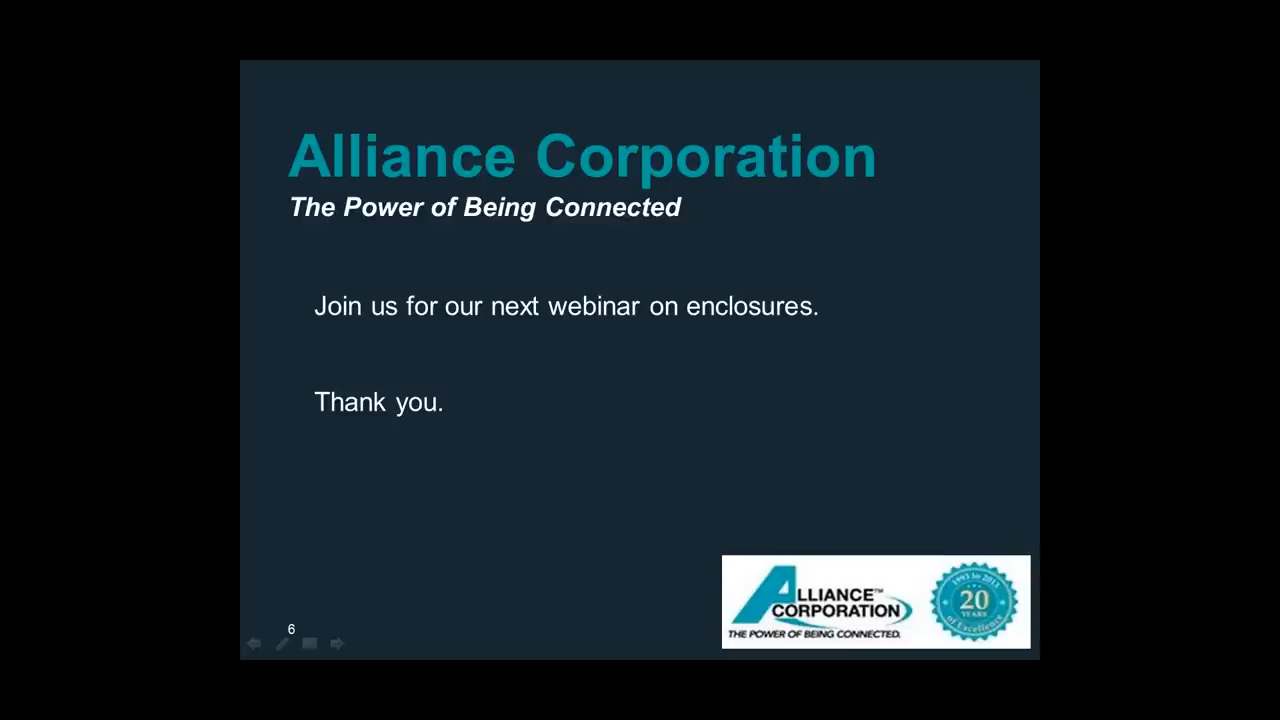 Alliance Corporation
The Power of Being Connected
Join us for our next webinar on enclosures.
Thank you.
ALLIANCE™
CORPORATION
THE POWER OF BEING CONNECTED.
1993 to 2013
20
YEARS
of Excellence
6